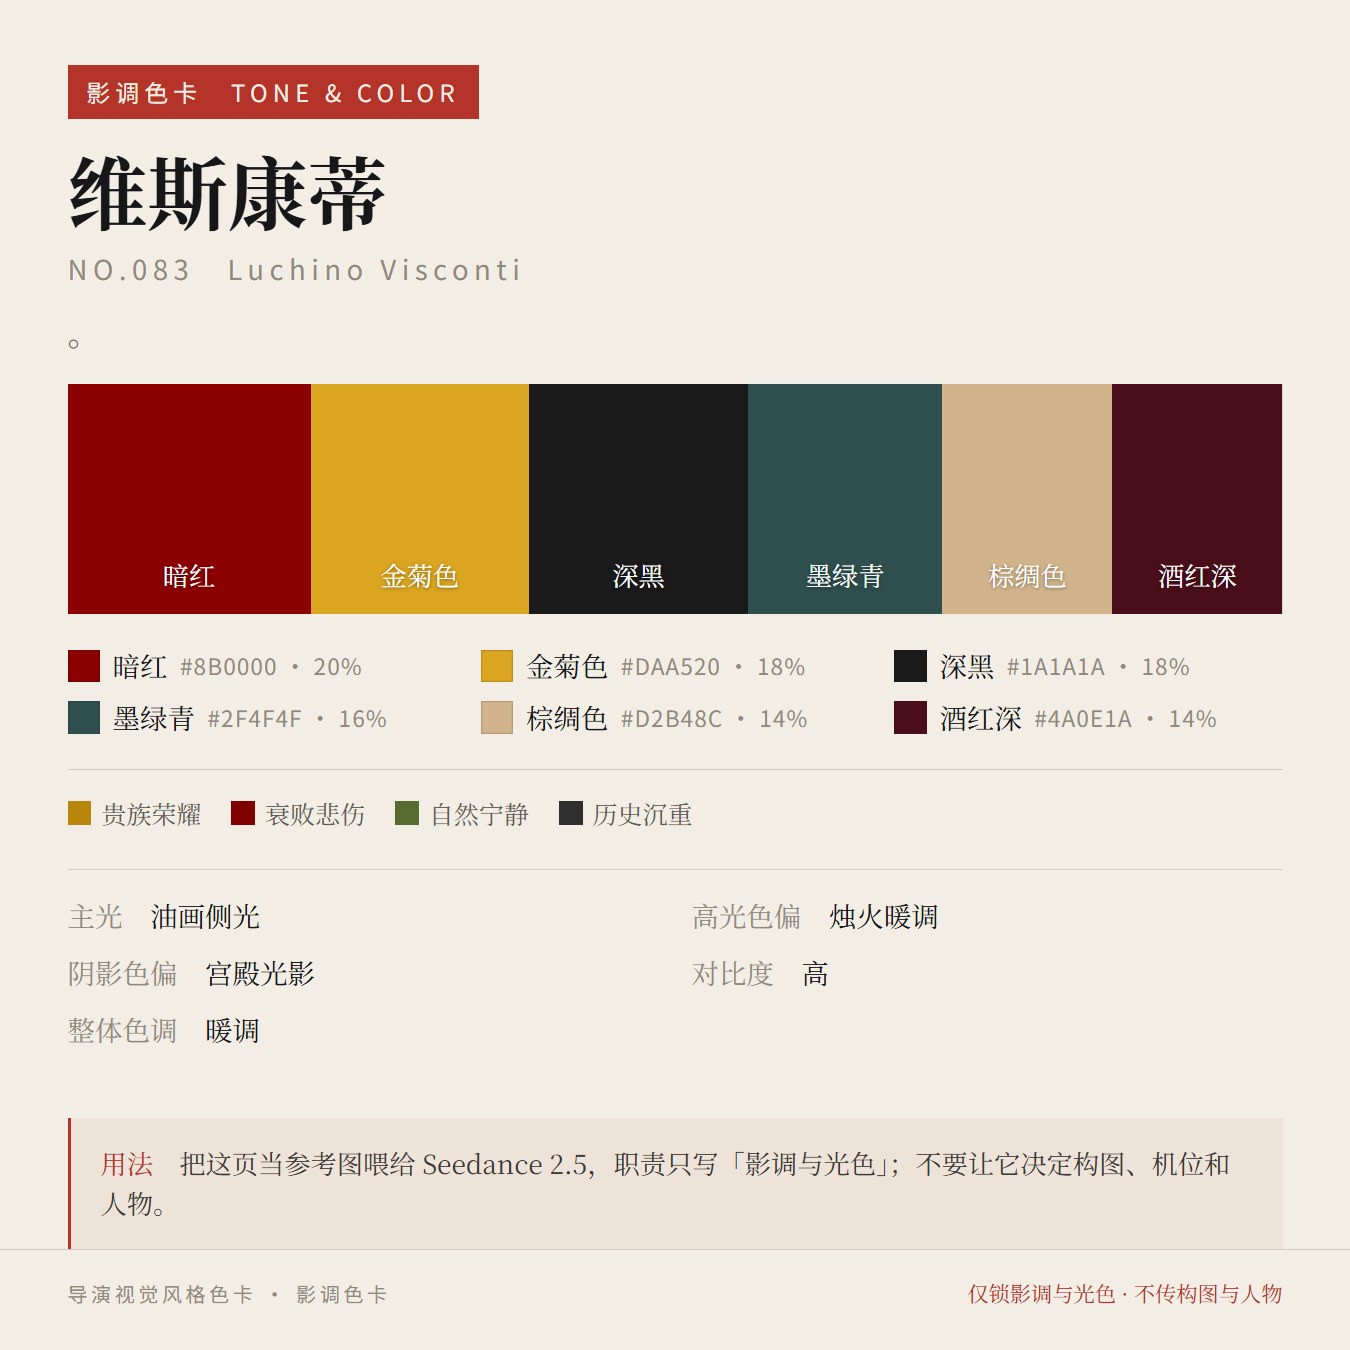 影调色卡 TONE & COLOR
维斯康蒂
NO.083 Luchino Visconti
。
暗红 金菊色 深黑 墨绿青 棕绸色 酒红深
暗红 #8B0000 · 20% 金菊色 #DAA520 · 18% 深黑 #1A1A1A · 18%
墨绿青 #2F4F4F · 16% 棕绸色 #D2B48C · 14% 酒红深 #4A0E1A · 14%
贵族荣耀 衰败悲伤 自然宁静 历史沉重
主光 油画侧光 高光色偏 烛火暖调
阴影色偏 宫殿光影 对比度 高
整体色调 暖调
用法 把这页当参考图喂给 Seedance 2.5，职责只写「影调与光色」；不要让它决定构图、机位和
人物。
导演视觉风格色卡 · 影调色卡 仅锁影调与光色 · 不传构图与人物